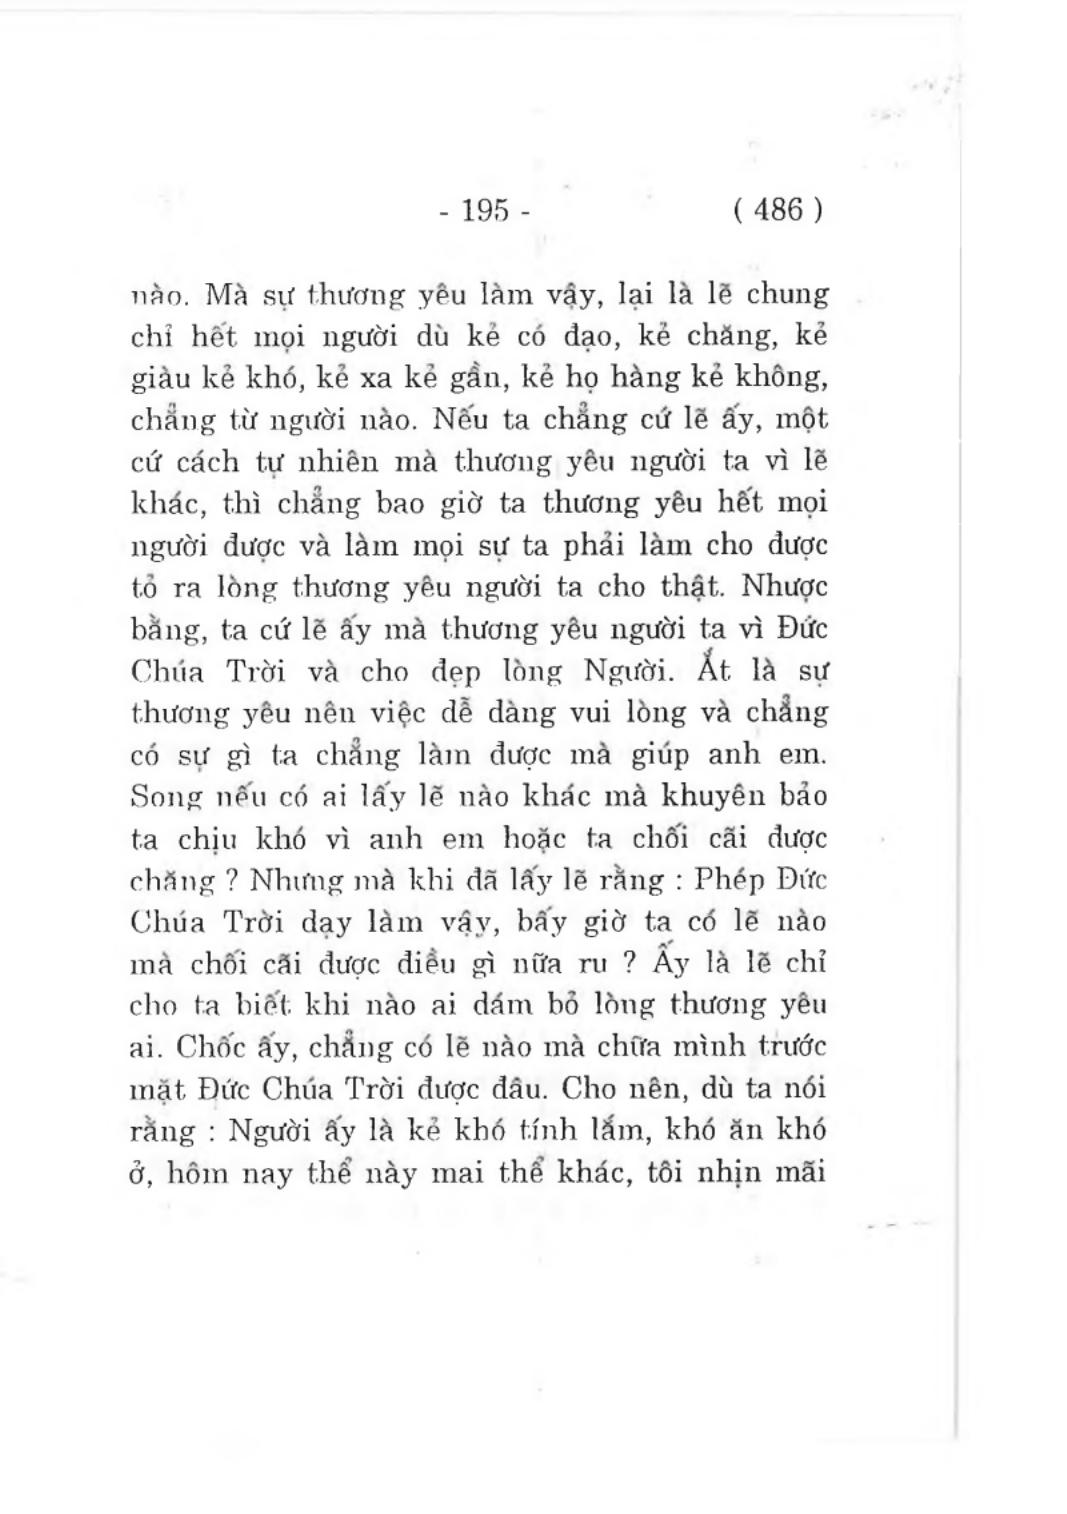 - 195 - ( 486 )
nào. Mà sự thương yêu làm vậy, lại là lẽ chung
chỉ hết mọi người dù kẻ có đạo, kẻ chăng, kẻ
giàu kẻ khó, kẻ xa kẻ gần, kẻ họ hàng kẻ không,
chẳng từ người nào. Nếu ta chẳng cứ lẽ ấy, một
cứ cách tự nhiên mà thương yêu người ta vì lẽ
khác, thì chẳng bao giờ ta thương yêu hết mọi
người được và làm mọi sự ta phải làm cho được
tỏ ra lòng thương yêu người ta cho thật. Nhược
bằng, ta cứ lẽ ấy mà thương yêu người ta vì Đức
Chúa Trời và cho đẹp lòng Người. Ắt là sự
thương yêu nên việc dễ dàng vui lòng và chẳng
có sự gì ta chẳng làm được mà giúp anh em.
Song nếu có ai lấy lẽ nào khác mà khuyên bảo
ta chịu khó vì anh em hoặc ta chối cãi được
chăng ? Nhưng mà khi đã lấy lẽ rằng : Phép Đức
Chúa Trời dạy làm vậy, bấy giờ ta có lẽ nào
mà chối cãi được điều gì nữa ru ? Ấy là lẽ chỉ
cho ta biết khi nào ai dám bỏ lòng thương yêu
ai. Chốc ấy, chẳng có lẽ nào mà chữa mình trước
mặt Đức Chúa Trời được đâu. Cho nên, dù ta nói
rằng : Người ấy là kẻ khó tính lắm, khó ăn khó
ở, hôm nay thể này mai thể khác, tôi nhịn mãi